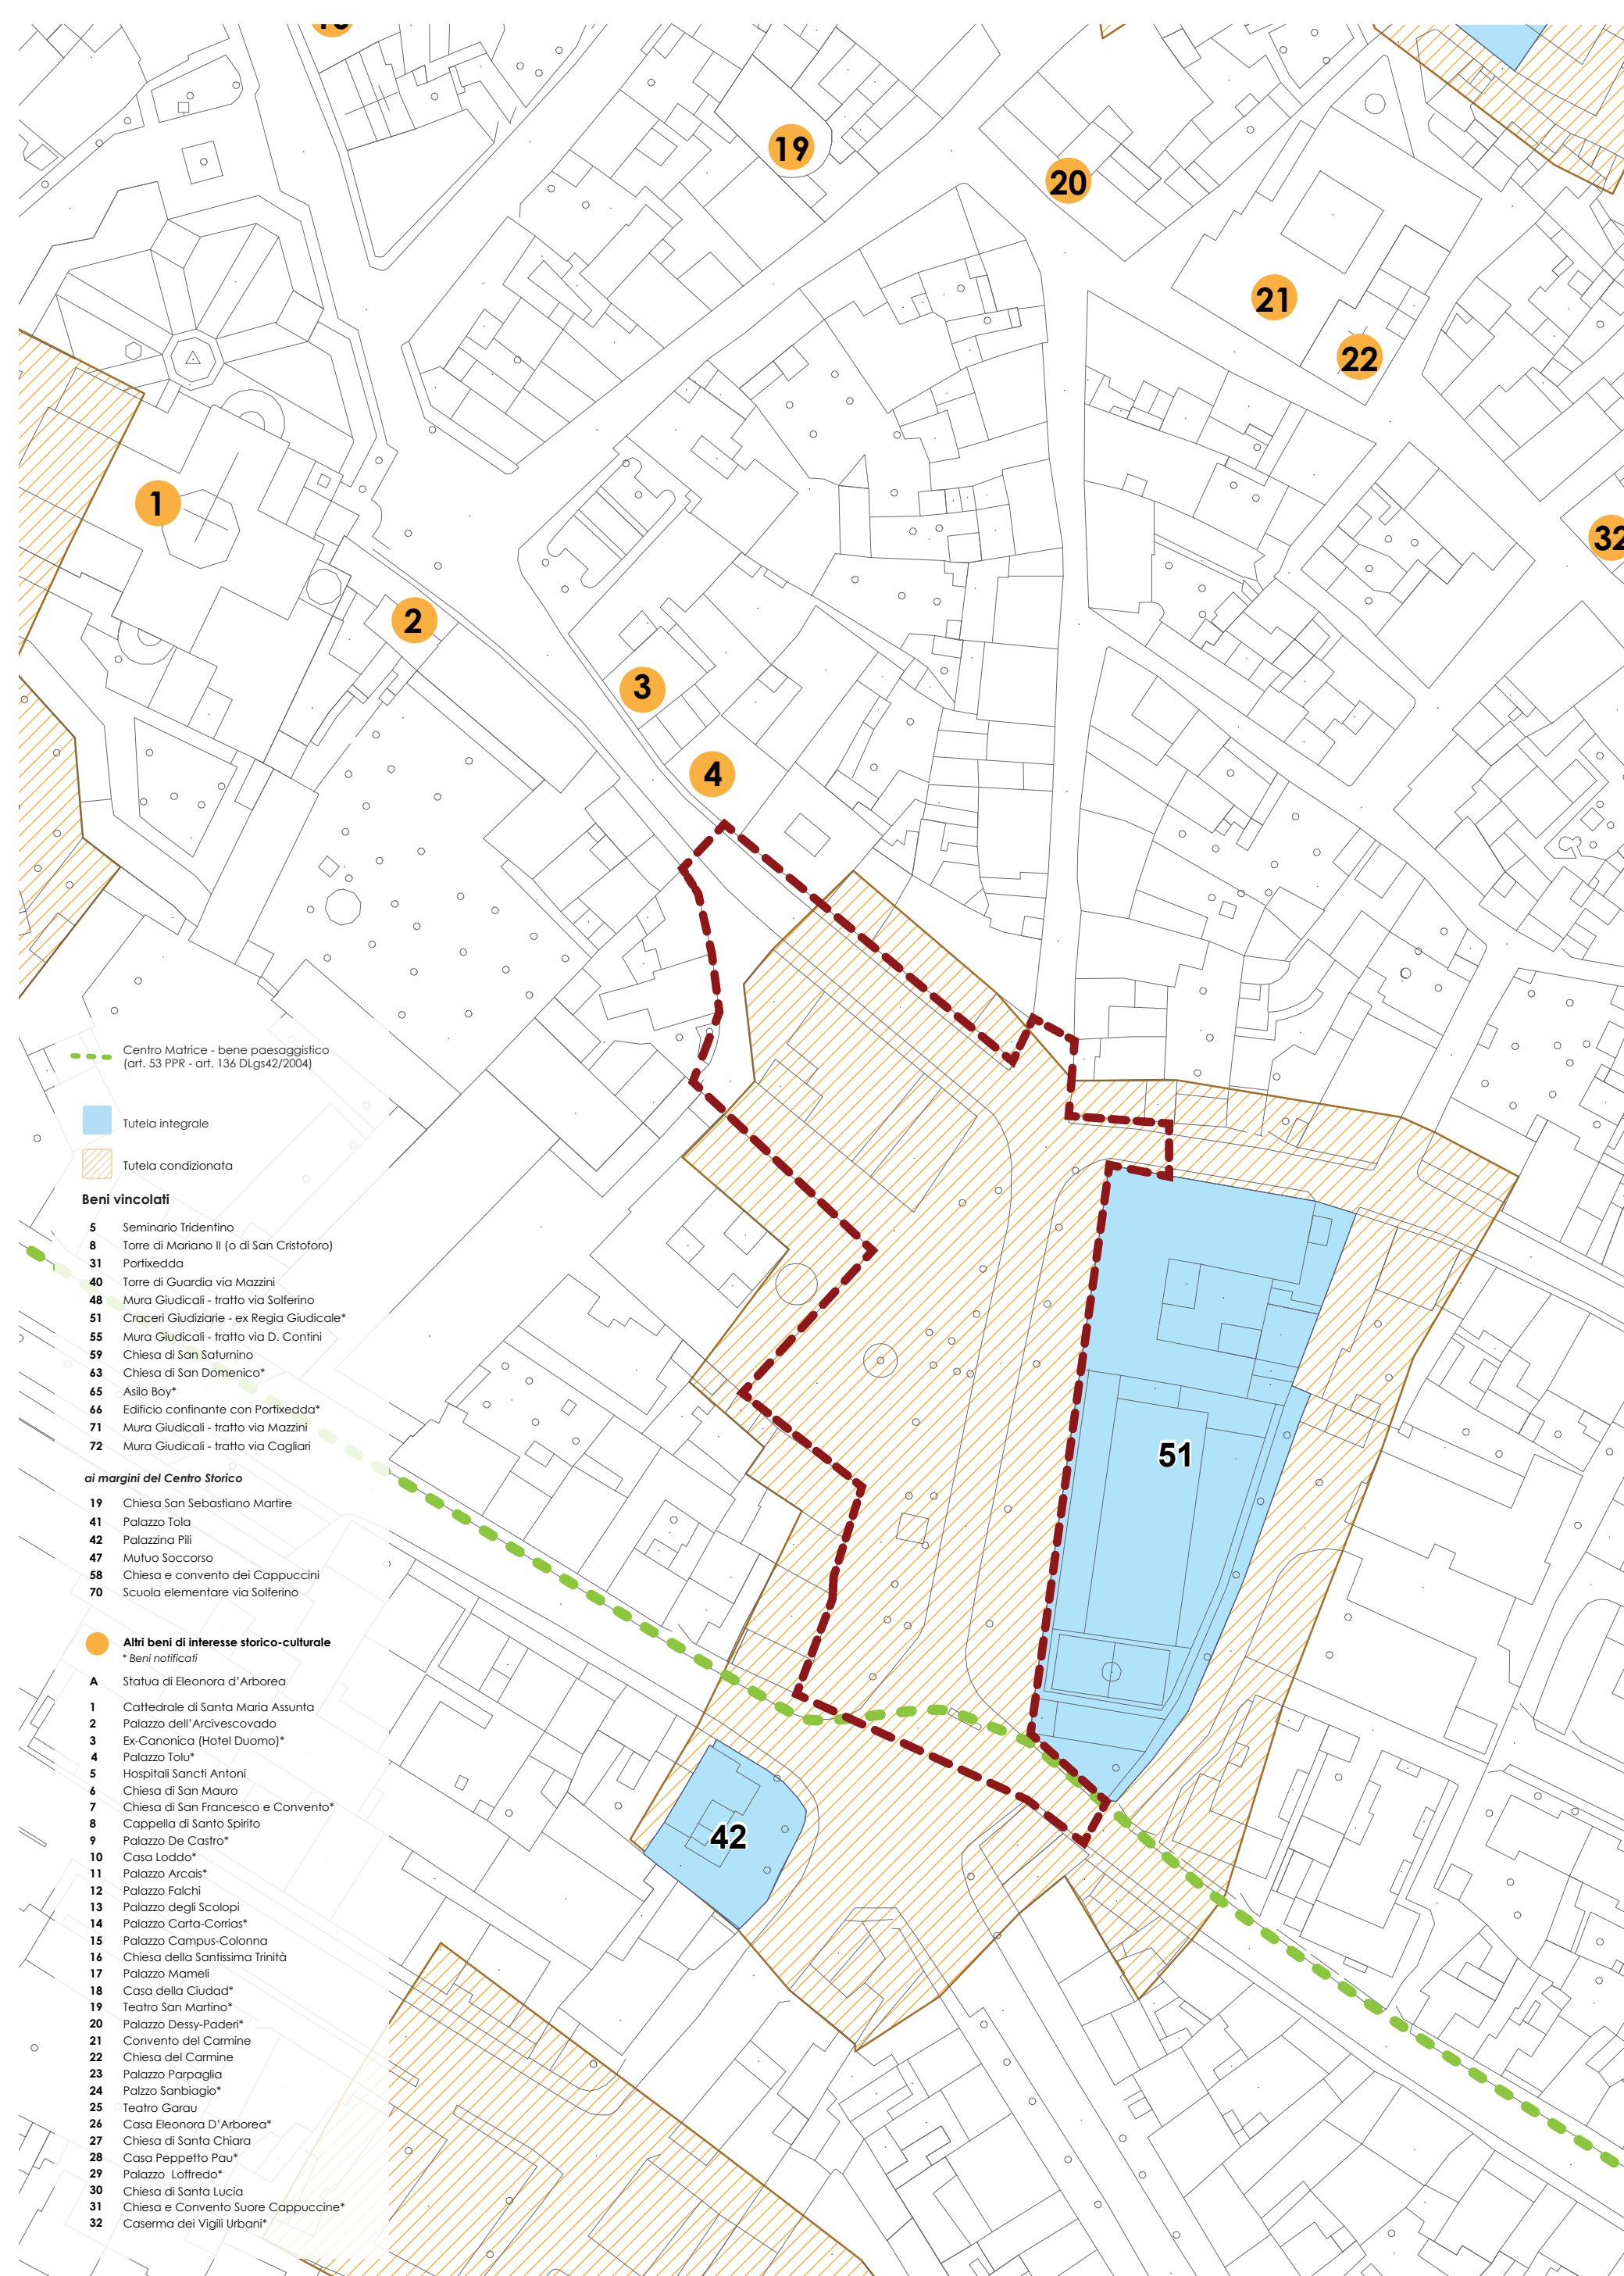 19
20
21
22
32
1
2
3
4
51
42
Centro Matrice - bene paesaggistico
(art. 53 PPR - art. 136 DLgs42/2004)
Tutela integrale
Tutela condizionata
Beni vincolati
5 Seminario Tridentino
8 Torre di Mariano II (o di San Cristoforo)
31 Portixedda
40 Torre di Guardia via Mazzini
48 Mura Giudicali - tratto via Solferino
51 Craceri Giudiziarie - ex Regia Giudicale*
55 Mura Giudicali - tratto via D. Contini
59 Chiesa di San Saturnino
63 Chiesa di San Domenico*
65 Asilo Boy*
66 Edificio confinante con Portixedda*
71 Mura Giudicali - tratto via Mazzini
72 Mura Giudicali - tratto via Cagliari
ai margini del Centro Storico
19 Chiesa San Sebastiano Martire
41 Palazzo Tola
42 Palazzina Pili
47 Mutuo Soccorso
58 Chiesa e convento dei Cappuccini
70 Scuola elementare via Solferino
Altri beni di interesse storico-culturale
* Beni notificati
A Statua di Eleonora d'Arborea
1 Cattedrale di Santa Maria Assunta
2 Palazzo dell'Arcivescovado
3 Ex-Canonica (Hotel Duomo)*
4 Palazzo Tolu*
5 Hospitali Sancti Antoni
6 Chiesa di San Mauro
7 Chiesa di San Francesco e Convento*
8 Cappella di Santo Spirito
9 Palazzo De Castro*
10 Casa Loddo*
11 Palazzo Arcais*
12 Palazzo Falchi
13 Palazzo degli Scolopi
14 Palazzo Carta-Corrias*
15 Palazzo Campus-Colonna
16 Chiesa della Santissima Trinità
17 Palazzo Mameli
18 Casa della Ciudad*
19 Teatro San Martino*
20 Palazzo Dessy-Paderi*
21 Convento del Carmine
22 Chiesa del Carmine
23 Palazzo Parpaglia
24 Palzzo Sanbiagio*
25 Teatro Garau
26 Casa Eleonora D'Arborea*
27 Chiesa di Santa Chiara
28 Casa Peppetto Pau*
29 Palazzo Loffredo*
30 Chiesa di Santa Lucia
31 Chiesa e Convento Suore Cappuccine*
32 Caserma dei Vigili Urbani*